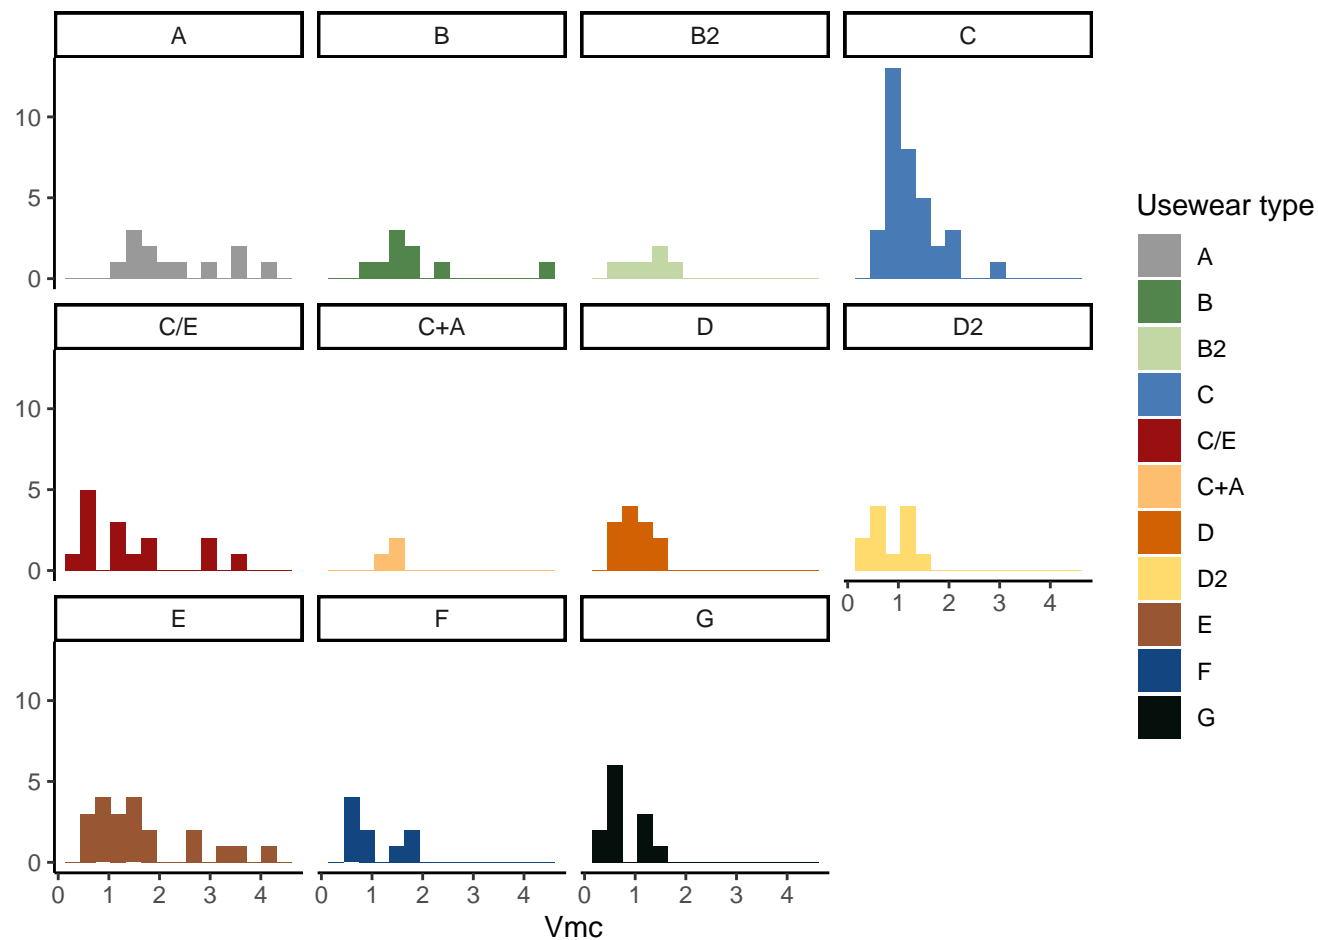 A B B2 C
10
5
0
C/E C+A D D2
10
5
0
0 1 2 3 4
E F G
10
5
0
0 1 2 3 4 0 1 2 3 4 0 1 2 3 4
Vmc
Usewear type
A
B
B2
C
C/E
C+A
D
D2
E
F
G